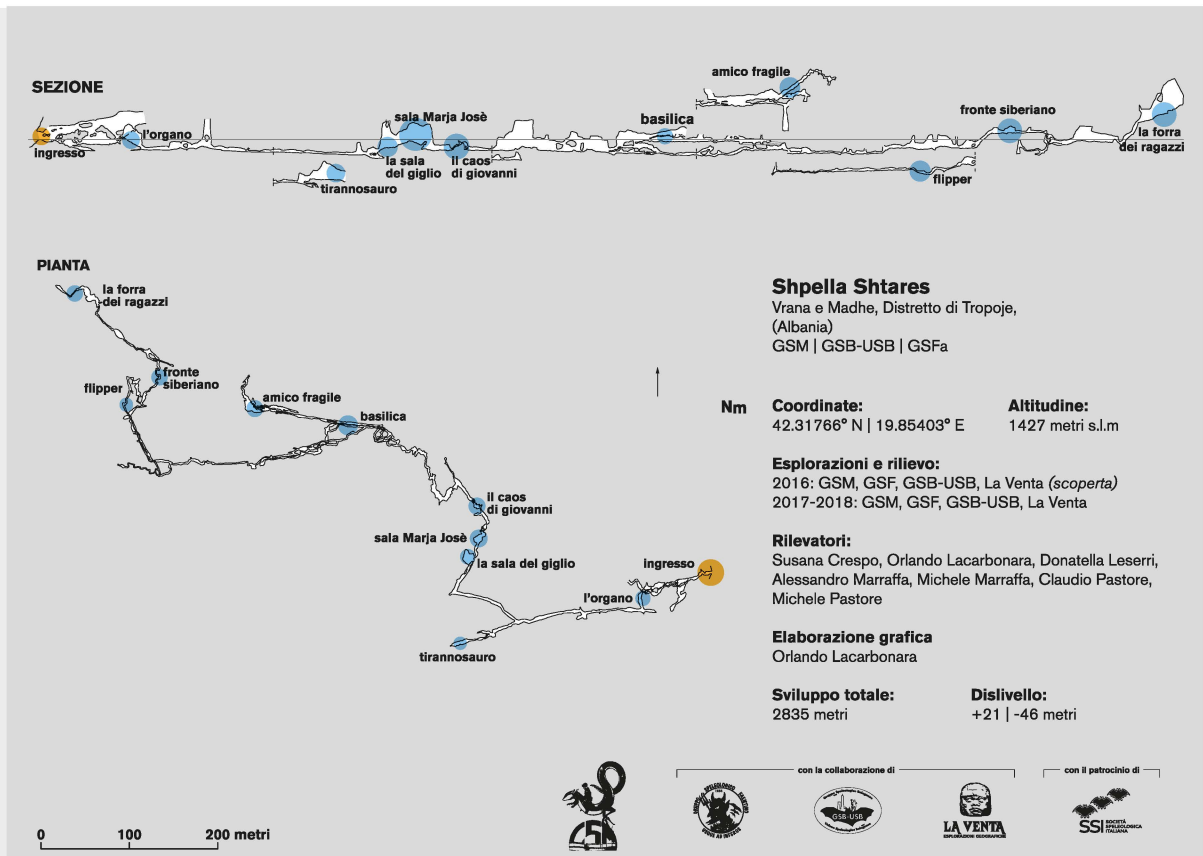 SEZIONE
ingresso
l'organo
tirannosauro
sala Marja Josè
la sala
del giglio
il caos
di giovanni
basilica
amico fragile
flipper
fronte siberiano
la forra
dei ragazzi
PIANTA
la forra
dei ragazzi
fronte
siberiano
flipper
amico fragile
basilica
il caos
di giovanni
sala Marja Josè
la sala del giglio
ingresso
l'organo
tirannosauro
Nm
Shpella Shtares
Vrana e Madhe, Distretto di Tropoje,
(Albania)
GSM | GSB-USB | GSFa
Coordinate:
42.31766° N | 19.85403° E
Altitudine:
1427 metri s.l.m
Esplorazioni e rilievo:
2016: GSM, GSF, GSB-USB, La Venta (scoperta)
2017-2018: GSM, GSF, GSB-USB, La Venta
Rilevatori:
Susana Crespo, Orlando Lacarbonara, Donatella Leserri,
Alessandro Marraffa, Michele Marraffa, Claudio Pastore,
Michele Pastore
Elaborazione grafica
Orlando Lacarbonara
Sviluppo totale:
2835 metri
Dislivello:
+21 | -46 metri
0 100 200 metri
con la collaborazione di
GSB-USB
LA VENTA
ESPLORAZIONI GEOGRAFICHE
con il patrocinio di
SSI
SOCIETÀ
SPELEOLOGICA
ITALIANA